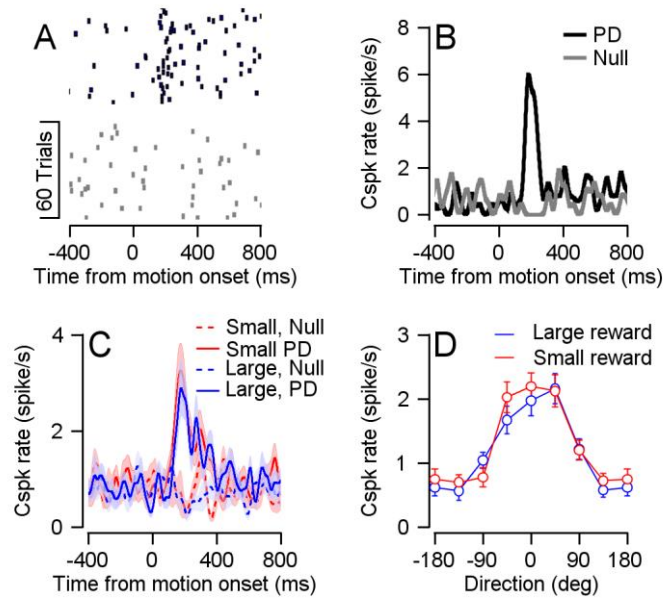 A
60 Trials
-400 0 400 800
Time from motion onset (ms)
B
PD
Null
Cspk rate (spike/s)
8
6
4
2
0
-400 0 400 800
Time from motion onset (ms)
C
Small, Null
Small PD
Large, Null
Large, PD
Cspk rate (spike/s)
4
2
0
-400 0 400 800
Time from motion onset (ms)
D
Large reward
Small reward
Cspk rate (spike/s)
3
2
1
0
-180 -90 0 90 180
Direction (deg)